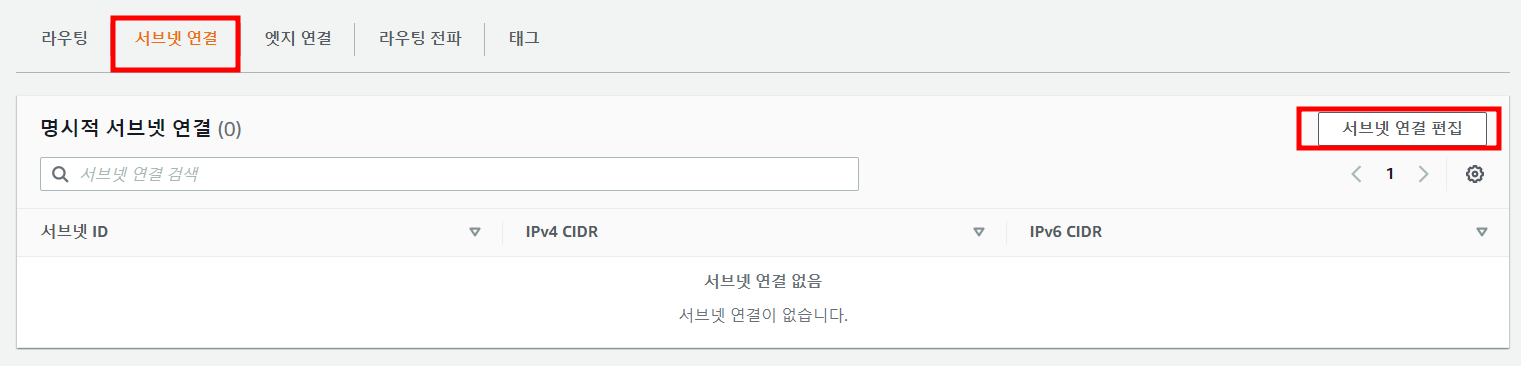 라우팅 서브넷 연결 엣지 연결 라우팅 전파 태그
명시적 서브넷 연결 (0) 서브넷 연결 편집
서브넷 연결 검색 1
서브넷 ID IPv4 CIDR IPv6 CIDR
서브넷 연결 없음
서브넷 연결이 없습니다.